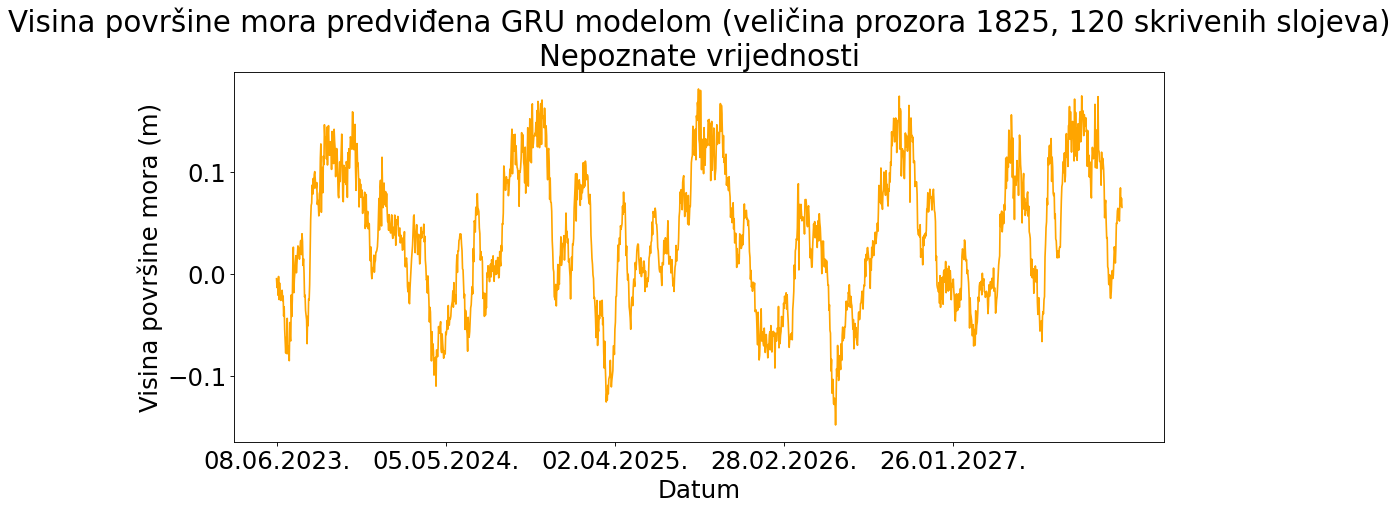 Visina površine mora predviđena GRU modelom (veličina prozora 1825, 120 skrivenih slojeva)
Nepoznate vrijednosti
Visina površine mora (m)
0.1
0.0
−0.1
08.06.2023. 05.05.2024. 02.04.2025. 28.02.2026. 26.01.2027.
Datum